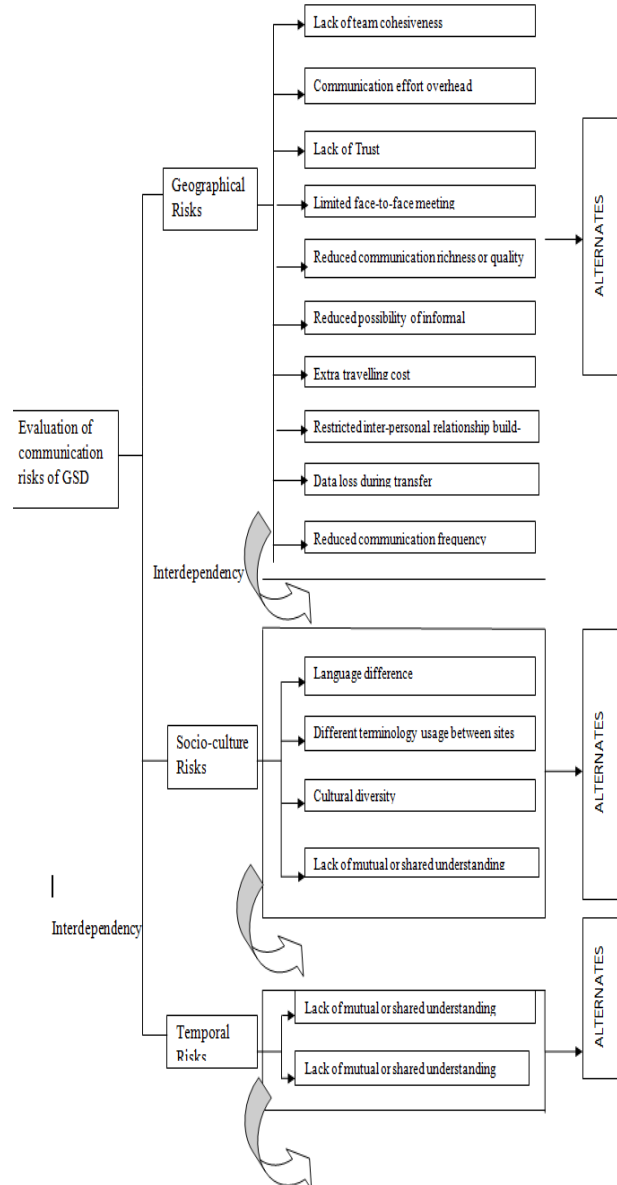 Lack of team cohesiveness
Communication effort overhead
Lack of Trust
Geographical
Risks
Limited face-to-face meeting
Reduced communication richness or quality
Reduced possibility of informal
Extra travelling cost
Restricted inter-personal relationship build-
Data loss during transfer
Reduced communication frequency
ALTERNATES
Evaluation of
communication
risks of GSD
Interdependency
Language difference
Different terminology usage between sites
Socio-culture
Risks
Cultural diversity
Lack of mutual or shared understanding
ALTERNATES
Interdependency
Temporal
Risks
Lack of mutual or shared understanding
Lack of mutual or shared understanding
ALTERNATES